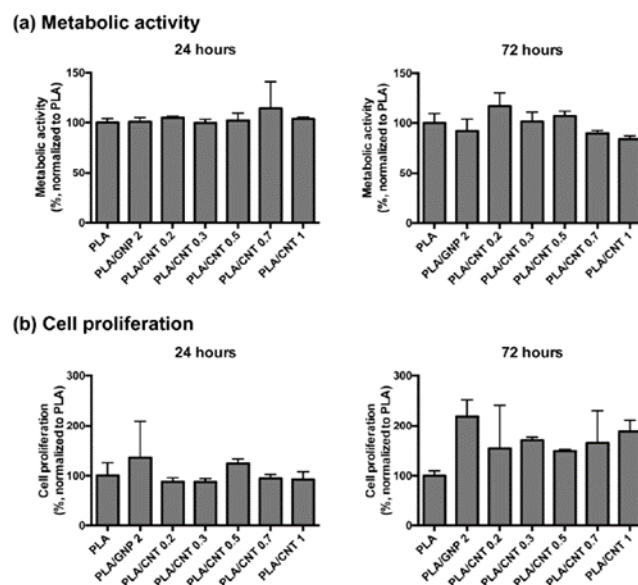 (a) Metabolic activity
24 hours
Metabolic activity
(%, normalized to PLA)
150
100
50
0
PLA
PLA/GNP 2
PLA/CNT 0.2
PLA/CNT 0.3
PLA/CNT 0.5
PLA/CNT 0.7
PLA/CNT 1
72 hours
Metabolic activity
(%, normalized to PLA)
150
100
50
0
PLA
PLA/GNP 2
PLA/CNT 0.2
PLA/CNT 0.3
PLA/CNT 0.5
PLA/CNT 0.7
PLA/CNT 1
(b) Cell proliferation
24 hours
Cell proliferation
(%, normalized to PLA)
300
200
100
0
PLA
PLA/GNP 2
PLA/CNT 0.2
PLA/CNT 0.3
PLA/CNT 0.5
PLA/CNT 0.7
PLA/CNT 1
72 hours
Cell proliferation
(%, normalized to PLA)
300
200
100
0
PLA
PLA/GNP 2
PLA/CNT 0.2
PLA/CNT 0.3
PLA/CNT 0.5
PLA/CNT 0.7
PLA/CNT 1